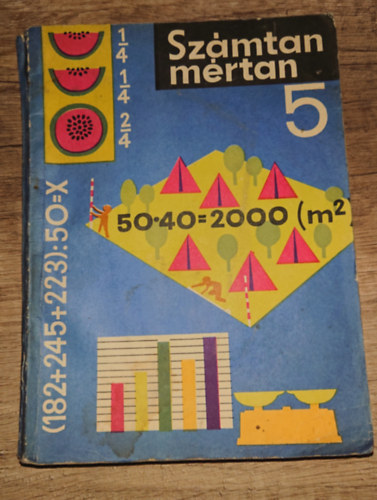 Számtan
mértan
5
1/4
1/4
2/4
50·40=2000 (m²
(182+245+223):50=X